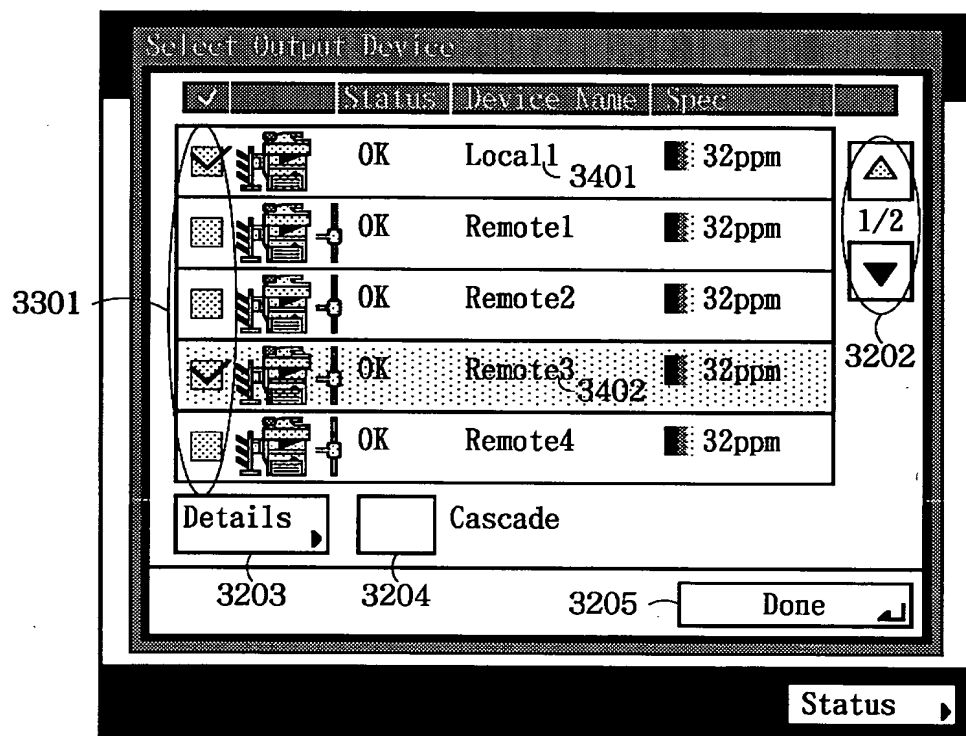 Select Output Device
Status Device Name Spec
OK Local1 32ppm
3401
OK Remote1 32ppm
1/2
OK Remote2 32ppm
3301
3202
OK Remote3 32ppm
3402
OK Remote4 32ppm
Details Cascade
3203 3204 3205 Done
Status